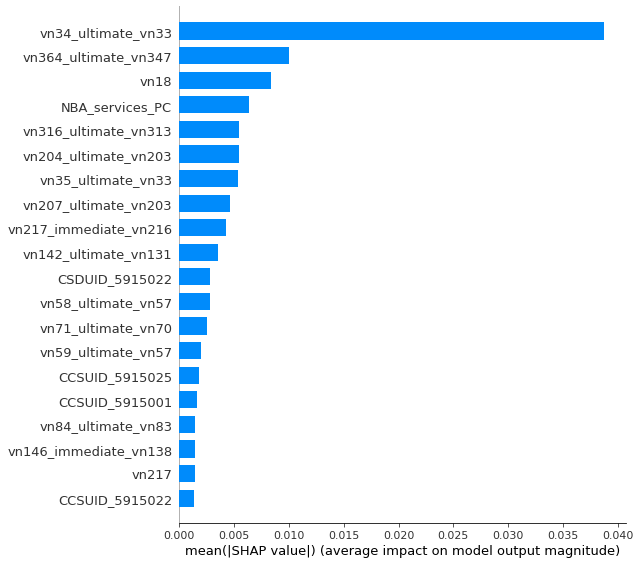 vn34_ultimate_vn33
vn364_ultimate_vn347
vn18
NBA_services_PC
vn316_ultimate_vn313
vn204_ultimate_vn203
vn35_ultimate_vn33
vn207_ultimate_vn203
vn217_immediate_vn216
vn142_ultimate_vn131
CSDUID_5915022
vn58_ultimate_vn57
vn71_ultimate_vn70
vn59_ultimate_vn57
CCSUID_5915025
CCSUID_5915001
vn84_ultimate_vn83
vn146_immediate_vn138
vn217
CCSUID_5915022
0.000 0.005 0.010 0.015 0.020 0.025 0.030 0.035 0.040
mean(|SHAP value|) (average impact on model output magnitude)